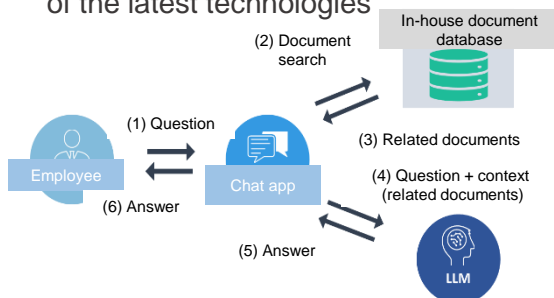 of the latest technologies
In-house document
database
(2) Document
search
(1) Question
(3) Related documents
Employee
Chat app
(4) Question + context
(related documents)
(6) Answer
(5) Answer
LLM